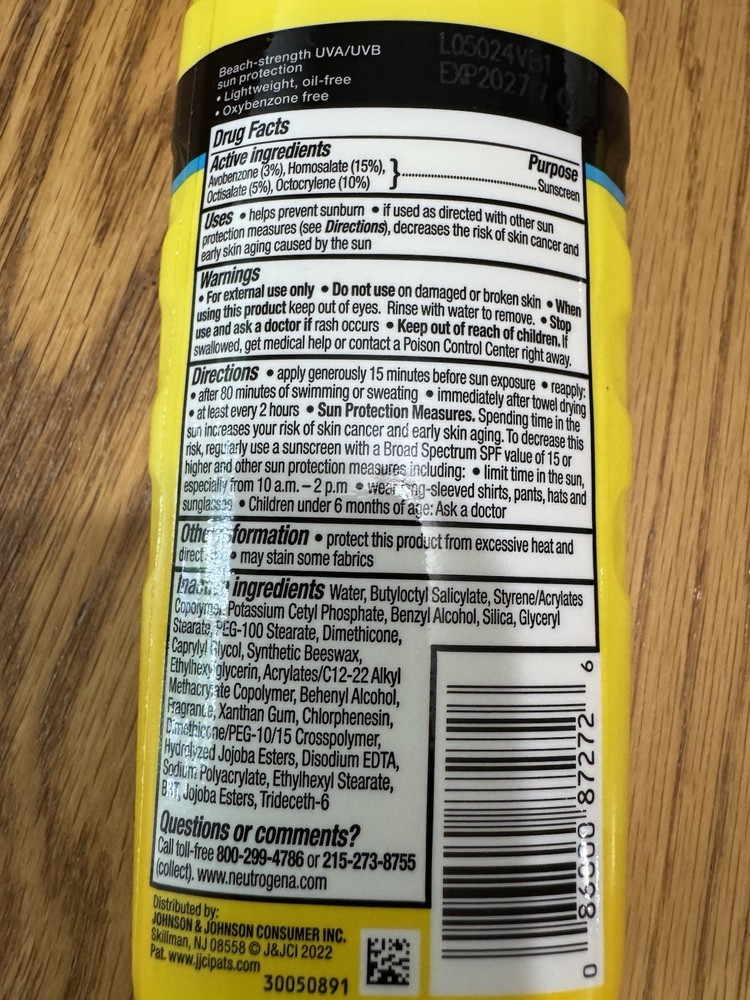 Beach-strength UVA/UVB
sun protection
• Lightweight, oil-free
• Oxybenzone free
EXP2027
Drug Facts
Active ingredients
Purpose
Avobenzone (3%), Homosalate (15%),
Octisalate (5%), Octocrylene (10%)
Sunscreen
Uses • helps prevent sunburn • if used as directed with other sun
protection measures (see Directions), decreases the risk of skin cancer and
early skin aging caused by the sun
Warnings
• For external use only • Do not use on damaged or broken skin • When
using this product keep out of eyes. Rinse with water to remove. • Stop
use and ask a doctor if rash occurs • Keep out of reach of children. If
swallowed, get medical help or contact a Poison Control Center right away.
Directions • apply generously 15 minutes before sun exposure • reapply:
• after 80 minutes of swimming or sweating • immediately after towel drying
• at least every 2 hours • Sun Protection Measures. Spending time in the
sun increases your risk of skin cancer and early skin aging. To decrease this
risk, regularly use a sunscreen with a Broad Spectrum SPF value of 15 or
higher and other sun protection measures including: • limit time in the sun,
especially from 10 a.m. – 2 p.m • wear long-sleeved shirts, pants, hats and
sunglasses • Children under 6 months of age: Ask a doctor
Other information • protect this product from excessive heat and
direct • may stain some fabrics
Inactive ingredients Water, Butyloctyl Salicylate, Styrene/Acrylates
Copolymer, Potassium Cetyl Phosphate, Benzyl Alcohol, Silica, Glyceryl
Stearate, PEG-100 Stearate, Dimethicone,
Caprylyl Glycol, Synthetic Beeswax,
Ethylhexylglycerin, Acrylates/C12-22 Alkyl
Methacrylate Copolymer, Behenyl Alcohol,
Fragrance, Xanthan Gum, Chlorphenesin,
Dimethicone/PEG-10/15 Crosspolymer,
Hydrolyzed Jojoba Esters, Disodium EDTA,
Sodium Polyacrylate, Ethylhexyl Stearate,
BHT, Jojoba Esters, Trideceth-6
Questions or comments?
Call toll-free 800-299-4786 or 215-273-8755
(collect). www.neutrogena.com
Distributed by:
JOHNSON & JOHNSON CONSUMER INC.
Skillman, NJ 08558 © J&JCI 2022
Pat. www.jjcipats.com
30050891
0 86800 87272 6